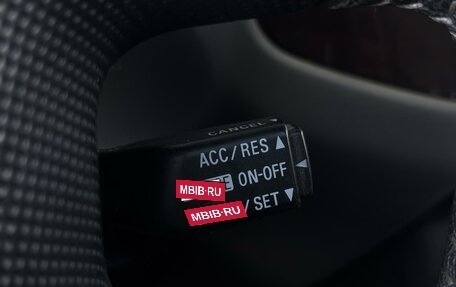 CANCEL ▼
ACC/RES ▲
ON-OFF
MBIB.RU
MBIB.RU /SET ▼